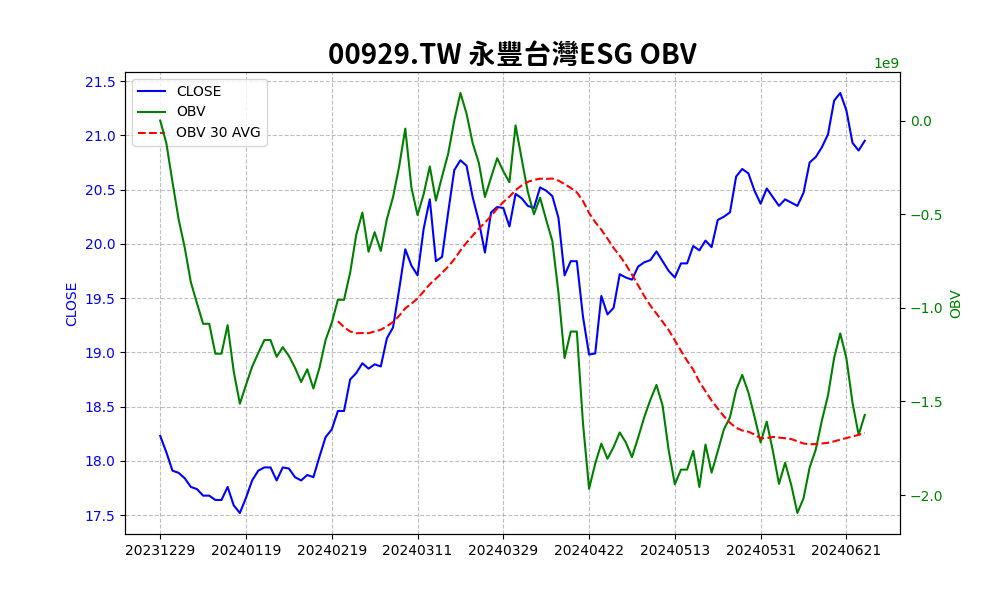 00929.TW 永豐台灣ESG OBV
1e9
CLOSE
OBV
OBV 30 AVG
21.5
21.0
20.5
20.0
19.5
19.0
18.5
18.0
17.5
CLOSE
0.0
−0.5
−1.0
−1.5
−2.0
OBV
20231229 20240119 20240219 20240311 20240329 20240422 20240513 20240531 20240621